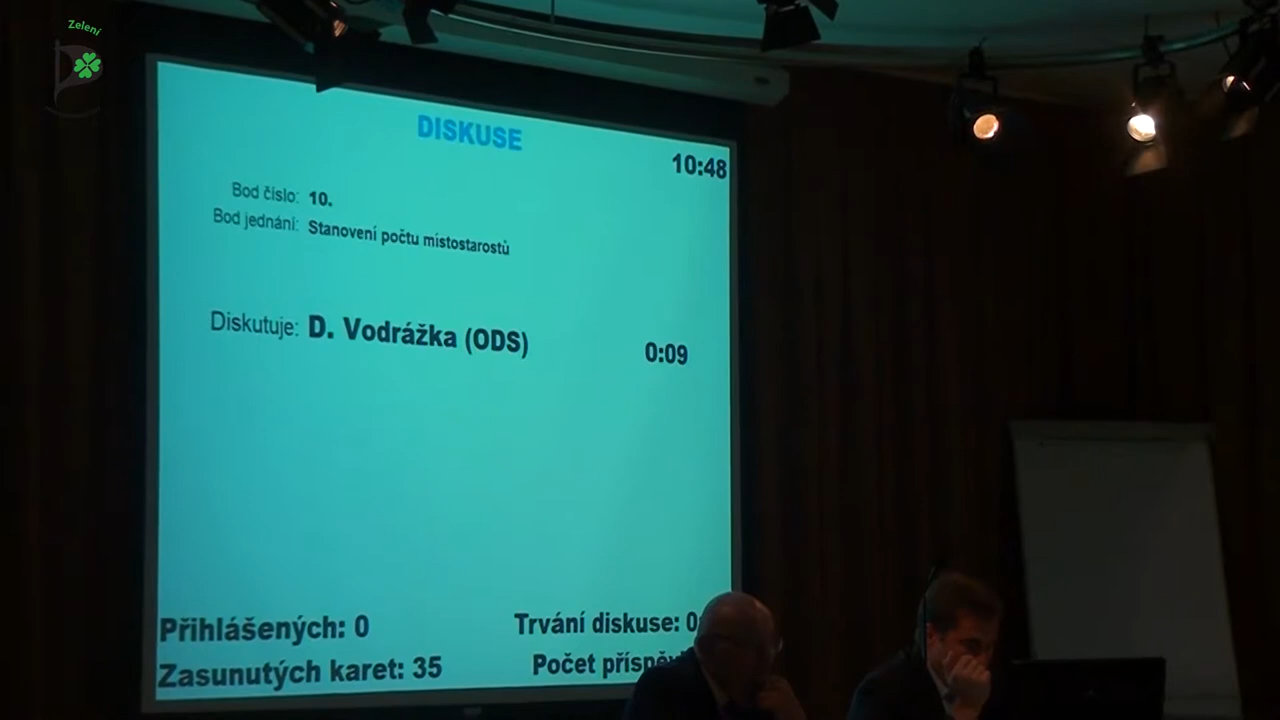 Zelení
DISKUSE
10:48
Bod číslo: 10.
Bod jednání: Stanovení počtu místostarostů
Diskutuje: D. Vodrážka (ODS) 0:09
Přihlášených: 0 Trvání diskuse: 0
Zasunutých karet: 35 Počet